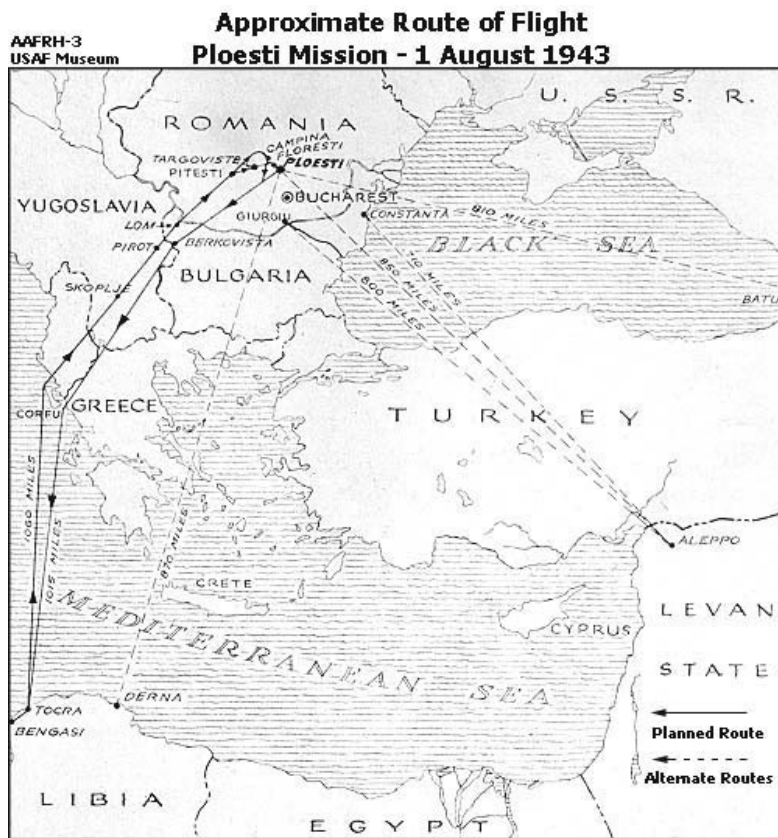 Approximate Route of Flight
Ploesti Mission - 1 August 1943
AAFRH-3
USAF Museum
U. S. S. R.
ROMANIA
CAMPINA
FLORESTI
TARGOVISTE
PLOESTI
PITESTI
BUCHAREST
YUGOSLAVIA
GIURGIU
CONSTANTA
810 MILES
LOM
BLACK SEA
PIROT
BERKOVISTA
710 MILES
860 MILES
800 MILES
BULGARIA
SKOPLJE
BATU
CORFU
GREECE
TURKEY
1060 MILES
1015 MILES
870 MILES
ALEPPO
CRETE
MEDITERRANEAN SEA
CYPRUS
LEVAN
STATE
DERNA
TOCRA
BENGASI
Planned Route
Alternate Routes
LIBIA
EGYPT